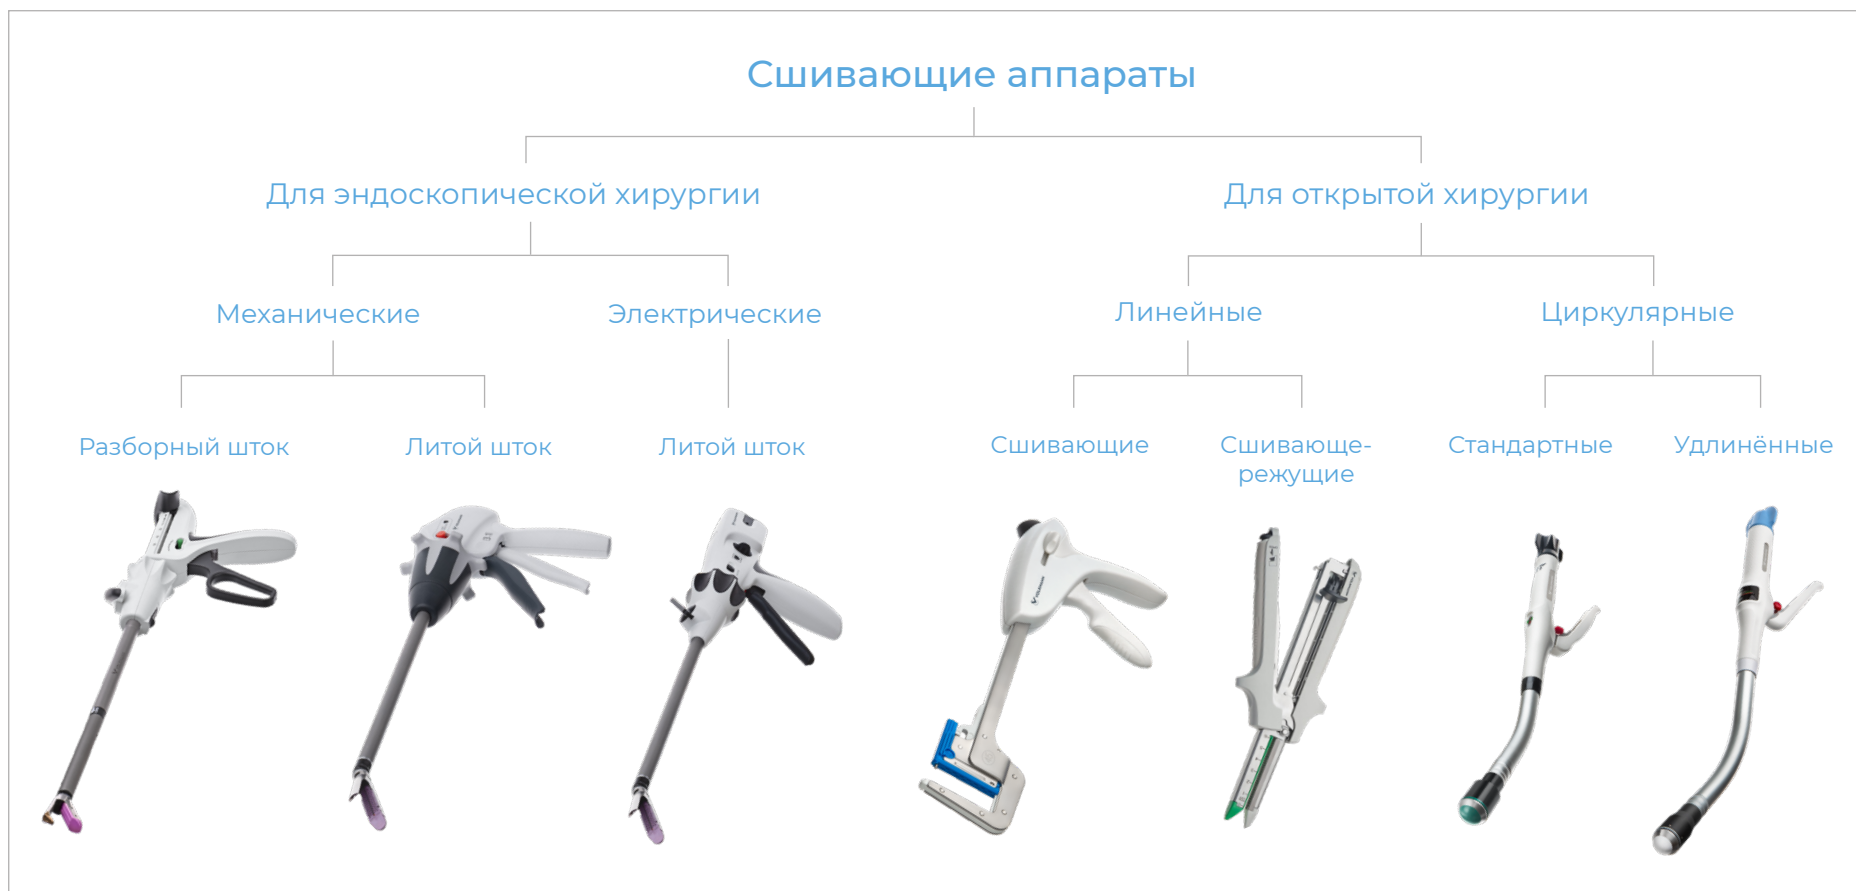 Сшивающие аппараты
Для эндоскопической хирургии
Для открытой хирургии
Механические
Электрические
Линейные
Циркулярные
Разборный шток
Литой шток
Литой шток
Сшивающие
Сшивающе-
режущие
Стандартные
Удлинённые